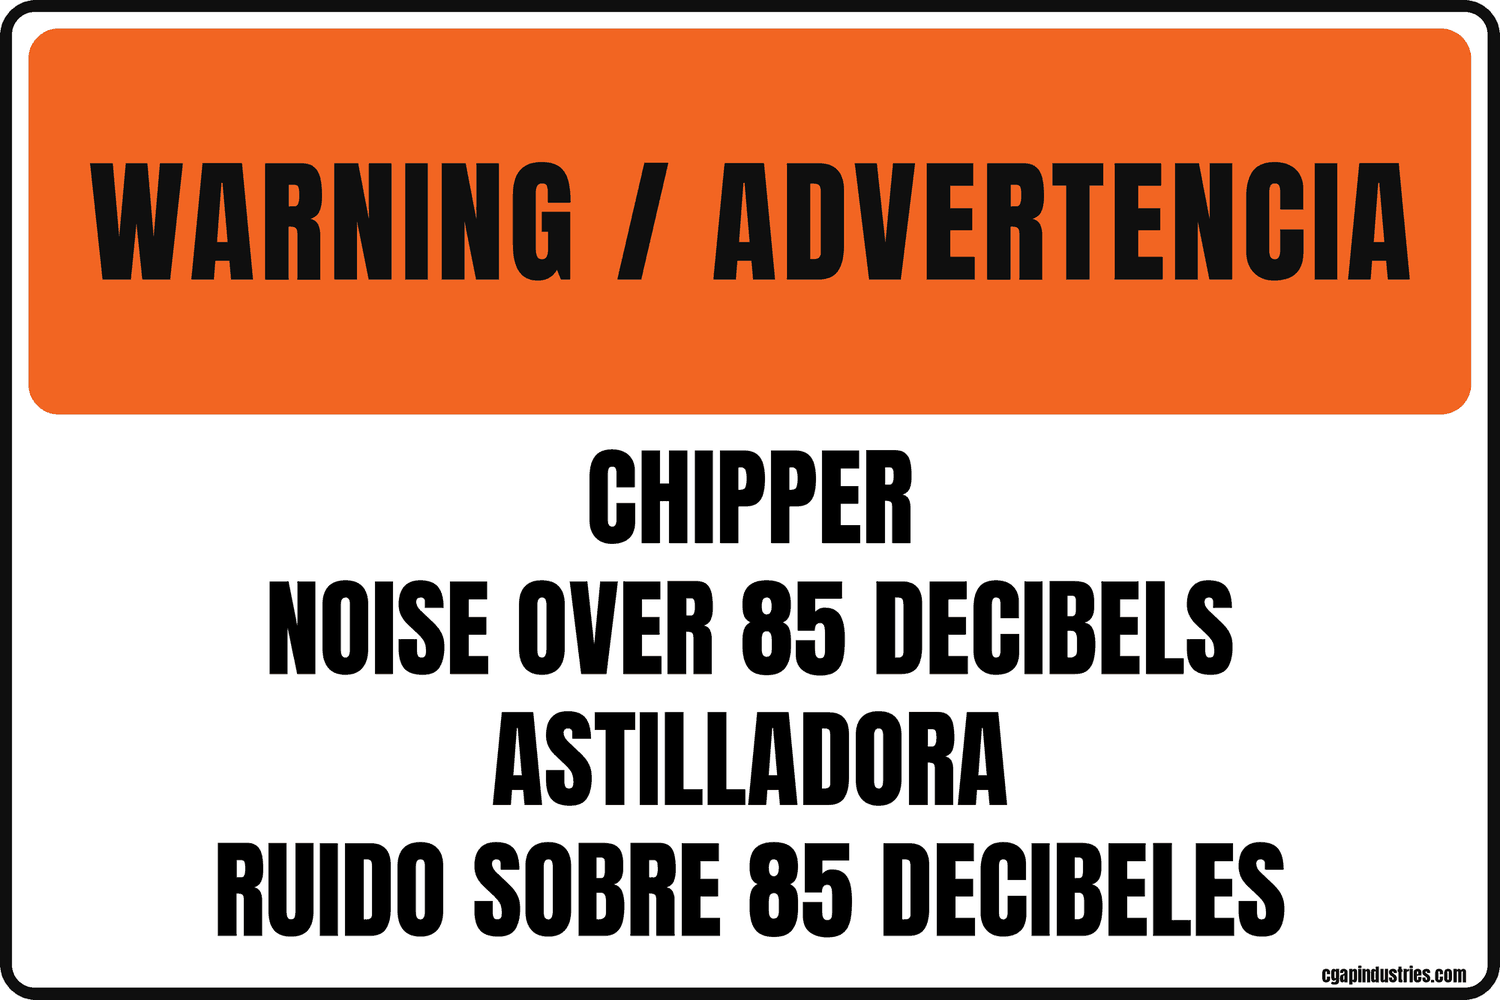 WARNING / ADVERTENCIA
CHIPPER
NOISE OVER 85 DECIBELS
ASTILLADORA
RUIDO SOBRE 85 DECIBELES
cgapindustries.com